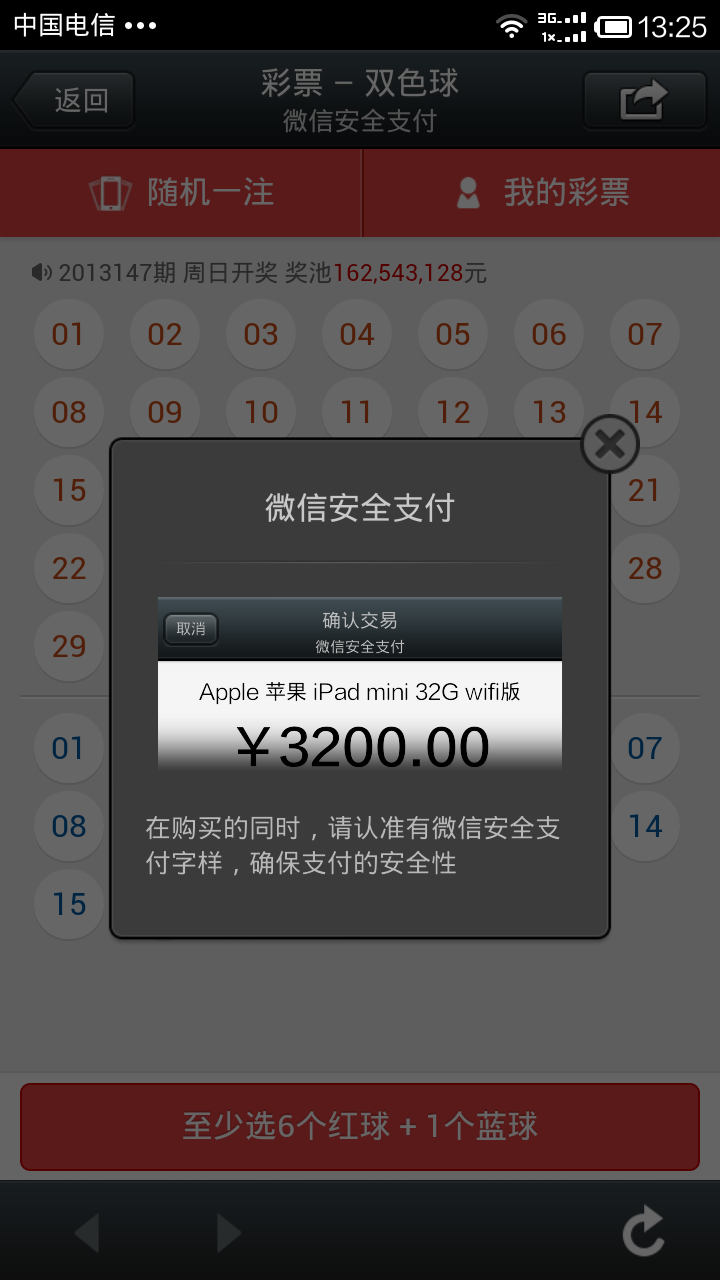 中国电信 ••• 3G 1× 13:25
返回
彩票 – 双色球
微信安全支付
随机一注
我的彩票
2013147期 周日开奖 奖池162,543,128元
01 02 03 04 05 06 07
08 09 10 11 12 13 14
15 21
22 28
29
01 07
08 14
15
微信安全支付
取消
确认交易
微信安全支付
Apple 苹果 iPad mini 32G wifi版
￥3200.00
在购买的同时，请认准有微信安全支
付字样，确保支付的安全性
至少选6个红球 + 1个蓝球